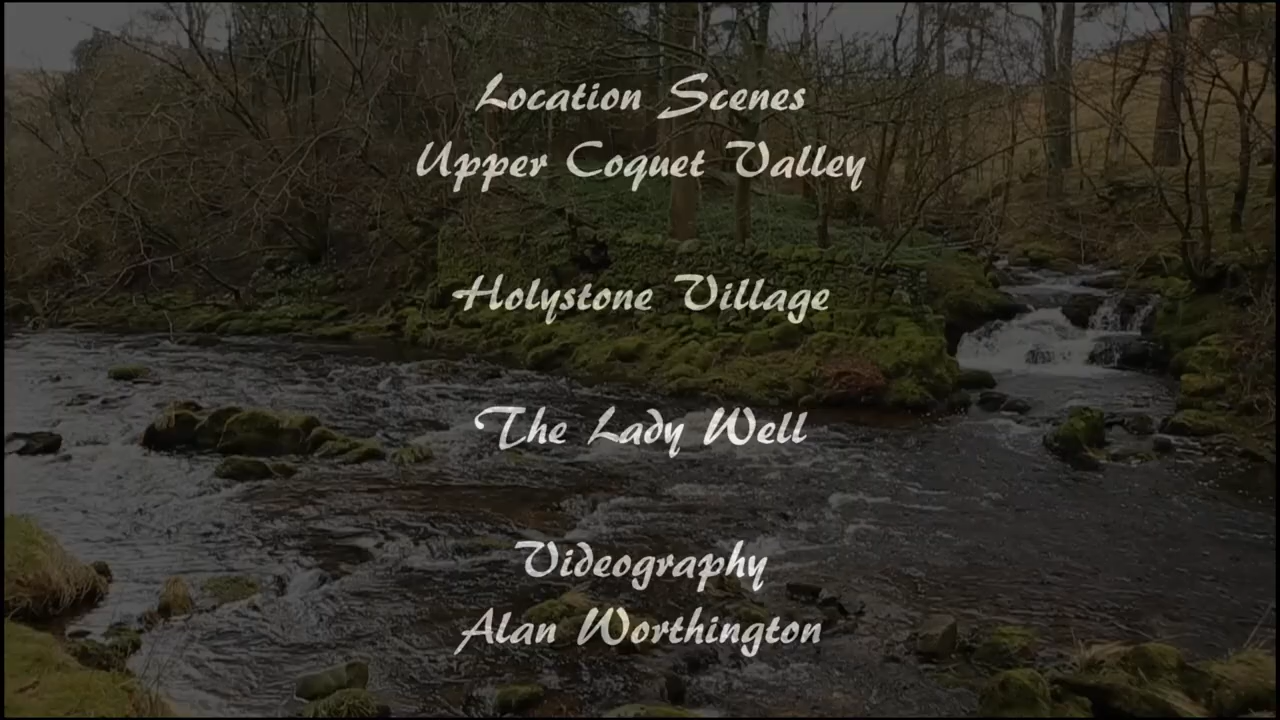 Location Scenes
Upper Coquet Valley
Holystone Village
The Lady Well
Videography
Alan Worthington